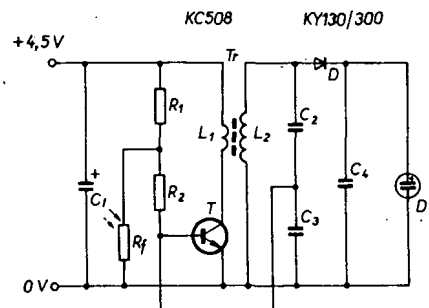 KC508 KY130/300
+4,5V Tr D
R1 L1 L2 C2
+ C1 R2 C4
T C3 D
Rf
0V